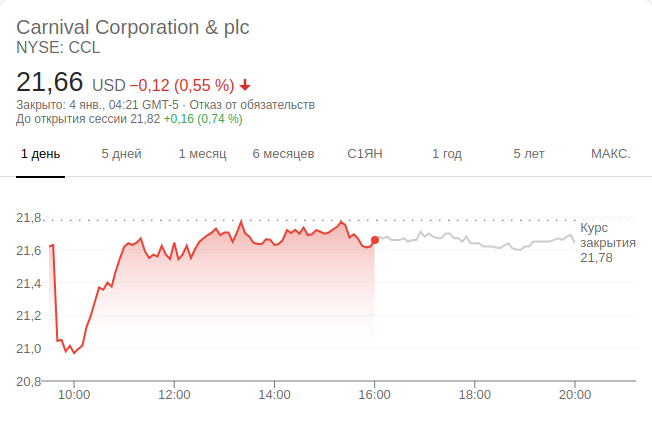 Carnival Corporation & plc
NYSE: CCL
21,66 USD −0,12 (0,55 %)
Закрыто: 4 янв., 04:21 GMT-5 · Отказ от обязательств
До открытия сессии 21,82 +0,16 (0,74 %)
1 день 5 дней 1 месяц 6 месяцев С1ЯН 1 год 5 лет МАКС.
21,8
Курс
закрытия
21,78
21,6
21,4
21,2
21,0
20,8
10:00 12:00 14:00 16:00 18:00 20:00